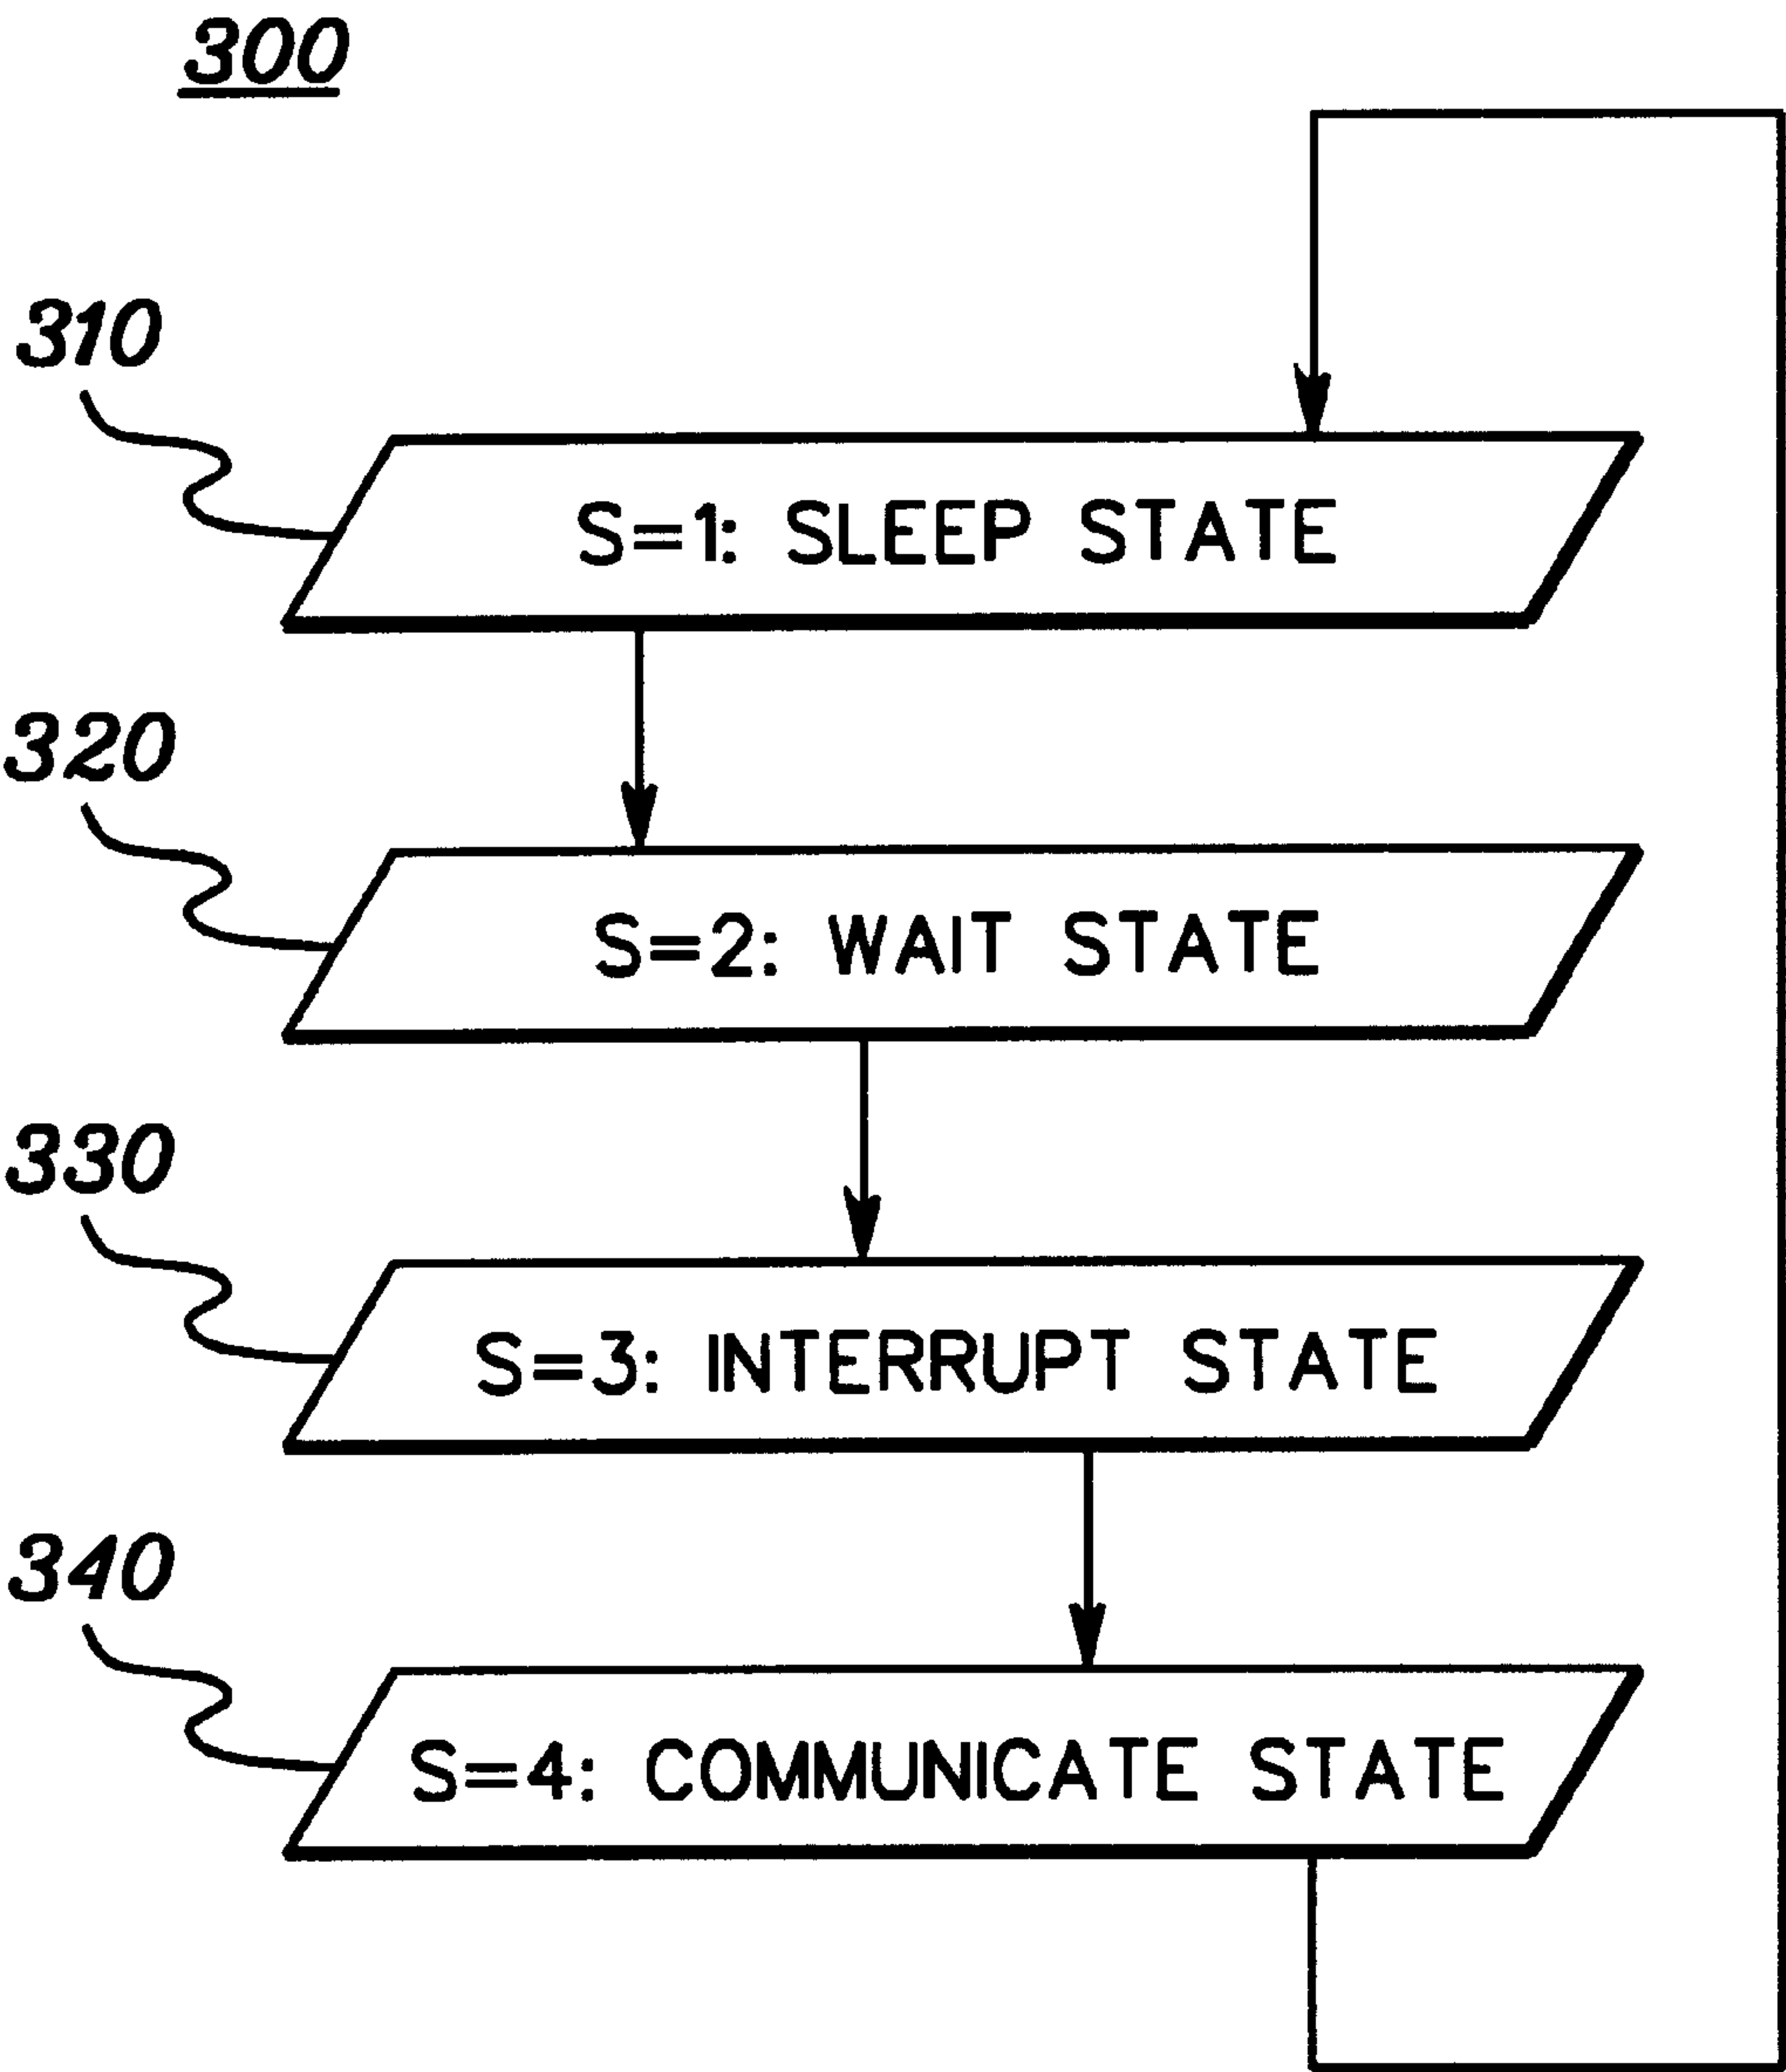 300
310
S=1: SLEEP STATE
320
S=2: WAIT STATE
330
S=3: INTERRUPT STATE
340
S=4: COMMUNICATE STATE